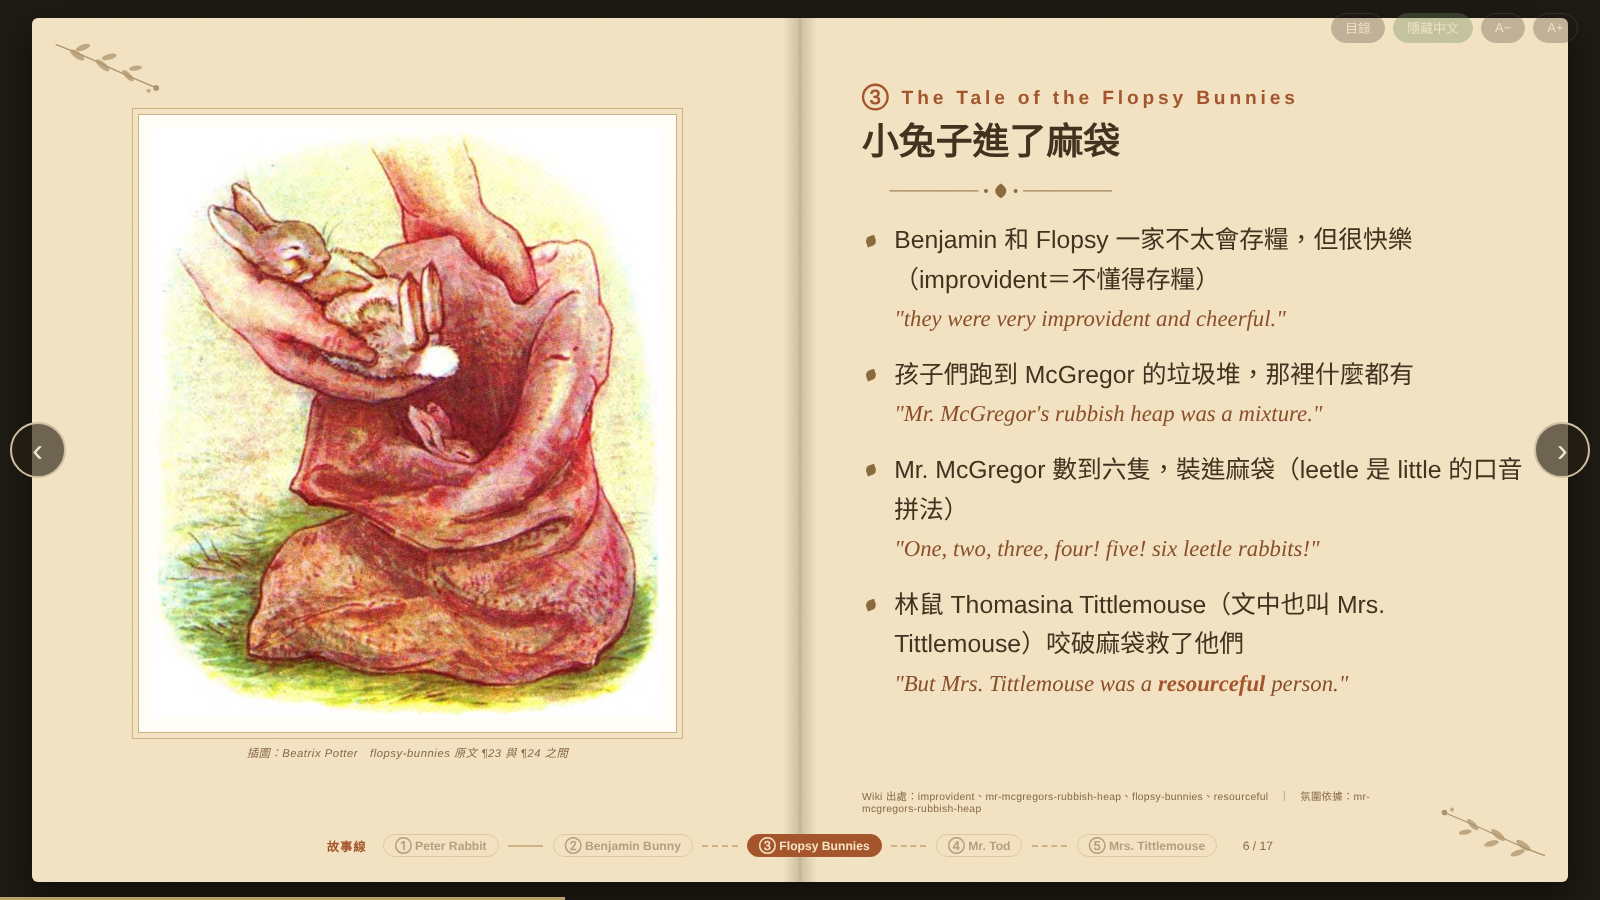 目錄
隱藏中文
A−
A+
③ The Tale of the Flopsy Bunnies
小兔子進了麻袋
Benjamin 和 Flopsy 一家不太會存糧，但很快樂
（improvident＝不懂得存糧）
"they were very improvident and cheerful."
孩子們跑到 McGregor 的垃圾堆，那裡什麼都有
"Mr. McGregor's rubbish heap was a mixture."
Mr. McGregor 數到六隻，裝進麻袋（leetle 是 little 的口音
拼法）
"One, two, three, four! five! six leetle rabbits!"
林鼠 Thomasina Tittlemouse（文中也叫 Mrs.
Tittlemouse）咬破麻袋救了他們
"But Mrs. Tittlemouse was a resourceful person."
插圖：Beatrix Potter　flopsy-bunnies 原文 ¶23 與 ¶24 之間
Wiki 出處：improvident、mr-mcgregors-rubbish-heap、flopsy-bunnies、resourceful ｜ 氛圍依據：mr-
mcgregors-rubbish-heap
故事線 ① Peter Rabbit ② Benjamin Bunny ③ Flopsy Bunnies ④ Mr. Tod ⑤ Mrs. Tittlemouse 6 / 17